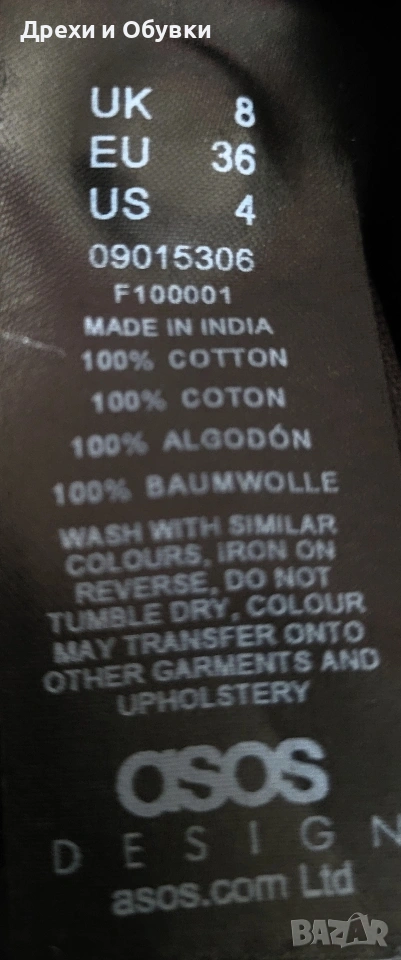 Дрехи и Обувки
UK 8
EU 36
US 4
09015306
F100001
MADE IN INDIA
100% COTTON
100% COTON
100% ALGODÓN
100% BAUMWOLLE
WASH WITH SIMILAR
COLOURS, IRON ON
REVERSE, DO NOT
TUMBLE DRY, COLOUR
MAY TRANSFER ONTO
OTHER GARMENTS AND
UPHOLSTERY
asos
DESIGN
asos.com Ltd
BAZAR